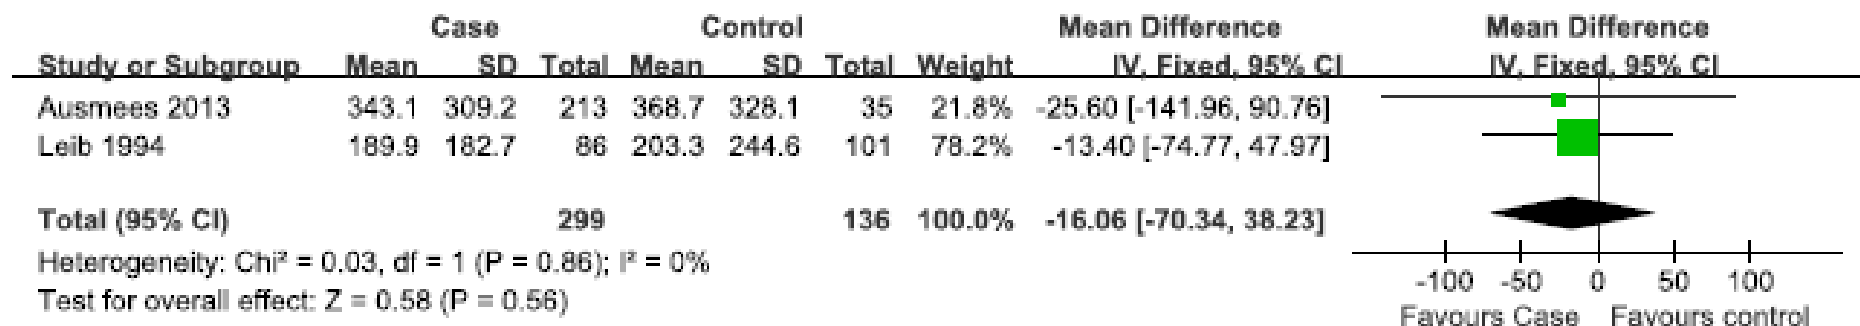 Case Control Mean Difference Mean Difference
Study or Subgroup Mean SD Total Mean SD Total Weight IV, Fixed, 95% CI IV, Fixed, 95% CI
Ausmees 2013 343.1 309.2 213 368.7 328.1 35 21.8% -25.60 [-141.96, 90.76]
Leib 1994 189.9 182.7 86 203.3 244.6 101 78.2% -13.40 [-74.77, 47.97]
Total (95% CI) 299 136 100.0% -16.06 [-70.34, 38.23]
Heterogeneity: Chi² = 0.03, df = 1 (P = 0.86); I² = 0%
Test for overall effect: Z = 0.58 (P = 0.56)
-100 -50 0 50 100
Favours Case Favours control